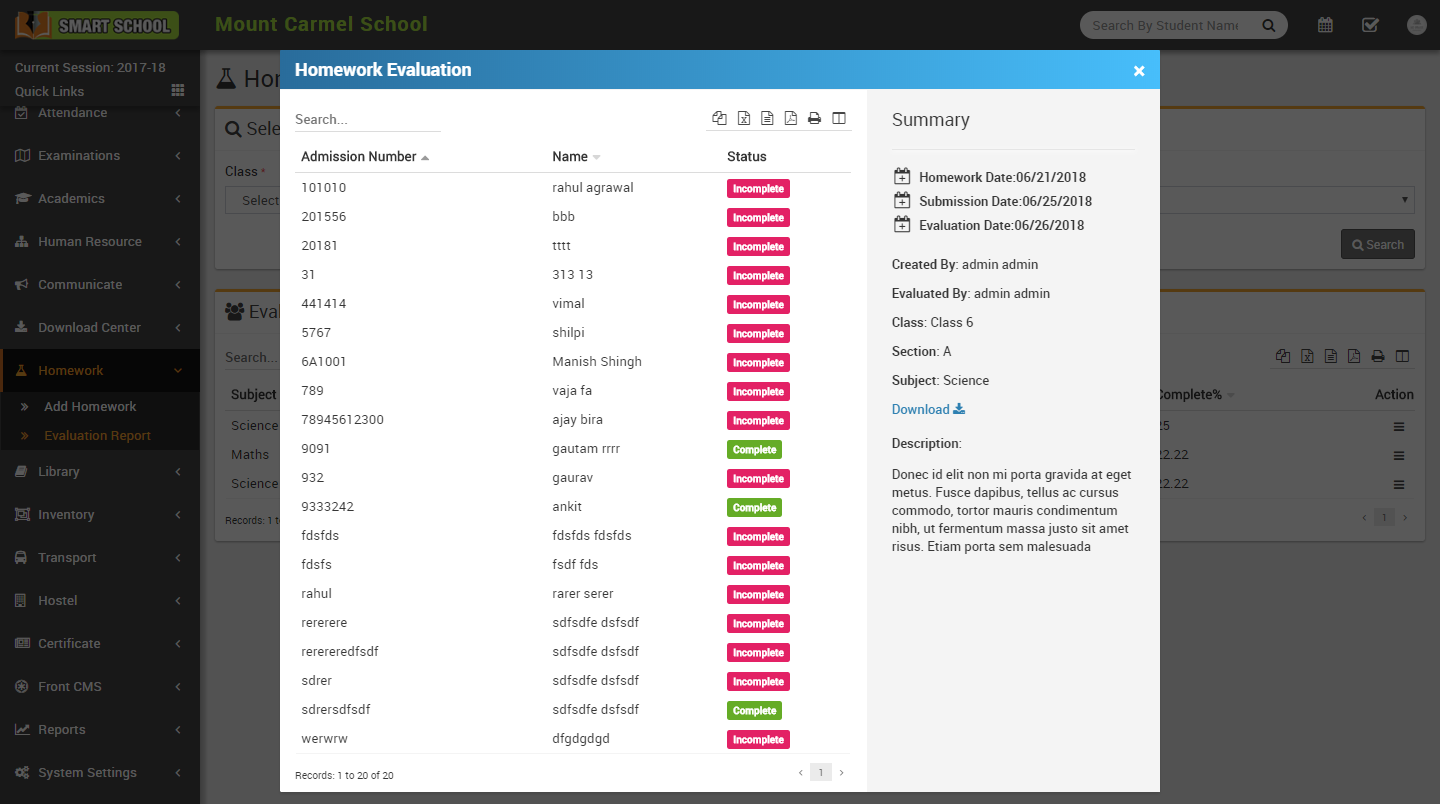 SMART SCHOOL
Mount Carmel School
Search By Student Name
Current Session: 2017-18
Quick Links
Attendance
Examinations
Academics
Human Resource
Communicate
Download Center
Homework
Add Homework
Evaluation Report
Library
Inventory
Transport
Hostel
Certificate
Front CMS
Reports
System Settings
Class *
Select
Search
Search...
Subject
Science
Maths
Science
Complete%
Action
25
22.22
22.22
1
Homework Evaluation
×
Search...
Admission Number Name Status
101010 rahul agrawal Incomplete
201556 bbb Incomplete
20181 tttt Incomplete
31 313 13 Incomplete
441414 vimal Incomplete
5767 shilpi Incomplete
6A1001 Manish Shingh Incomplete
789 vaja fa Incomplete
78945612300 ajay bira Incomplete
9091 gautam rrrr Complete
932 gaurav Incomplete
9333242 ankit Complete
fdsfds fdsfds fdsfds Incomplete
fdsfs fsdf fds Incomplete
rahul rarer serer Incomplete
rererere sdfsdfe dsfsdf Incomplete
rerereredfsdf sdfsdfe dsfsdf Incomplete
sdrer sdfsdfe dsfsdf Incomplete
sdrersdfsdf sdfsdfe dsfsdf Complete
werwrw dfgdgdgd Incomplete
Records: 1 to 20 of 20
1
Summary
Homework Date:06/21/2018
Submission Date:06/25/2018
Evaluation Date:06/26/2018
Created By: admin admin
Evaluated By: admin admin
Class: Class 6
Section: A
Subject: Science
Download
Description:
Donec id elit non mi porta gravida at eget
metus. Fusce dapibus, tellus ac cursus
commodo, tortor mauris condimentum
nibh, ut fermentum massa justo sit amet
risus. Etiam porta sem malesuada